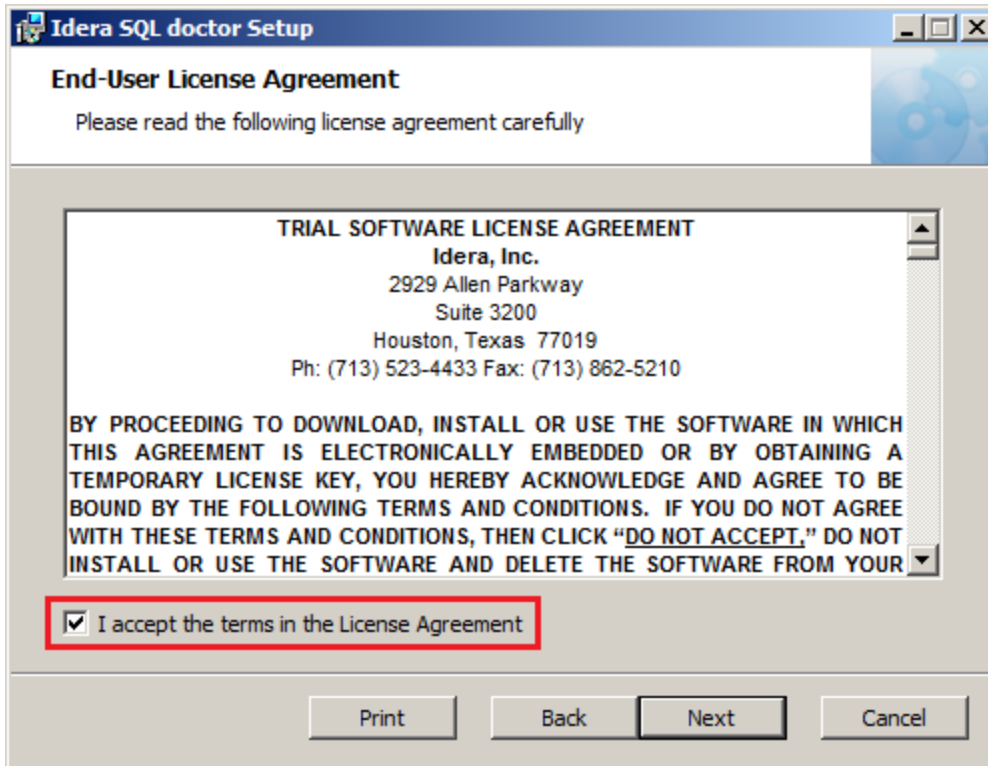 Idera SQL doctor Setup
End-User License Agreement
Please read the following license agreement carefully
TRIAL SOFTWARE LICENSE AGREEMENT
Idera, Inc.
2929 Allen Parkway
Suite 3200
Houston, Texas  77019
Ph: (713) 523-4433 Fax: (713) 862-5210
BY PROCEEDING TO DOWNLOAD, INSTALL OR USE THE SOFTWARE IN WHICH
THIS AGREEMENT IS ELECTRONICALLY EMBEDDED OR BY OBTAINING A
TEMPORARY LICENSE KEY, YOU HEREBY ACKNOWLEDGE AND AGREE TO BE
BOUND BY THE FOLLOWING TERMS AND CONDITIONS.  IF YOU DO NOT AGREE
WITH THESE TERMS AND CONDITIONS, THEN CLICK “DO NOT ACCEPT,” DO NOT
INSTALL OR USE THE SOFTWARE AND DELETE THE SOFTWARE FROM YOUR
I accept the terms in the License Agreement
Print Back Next Cancel